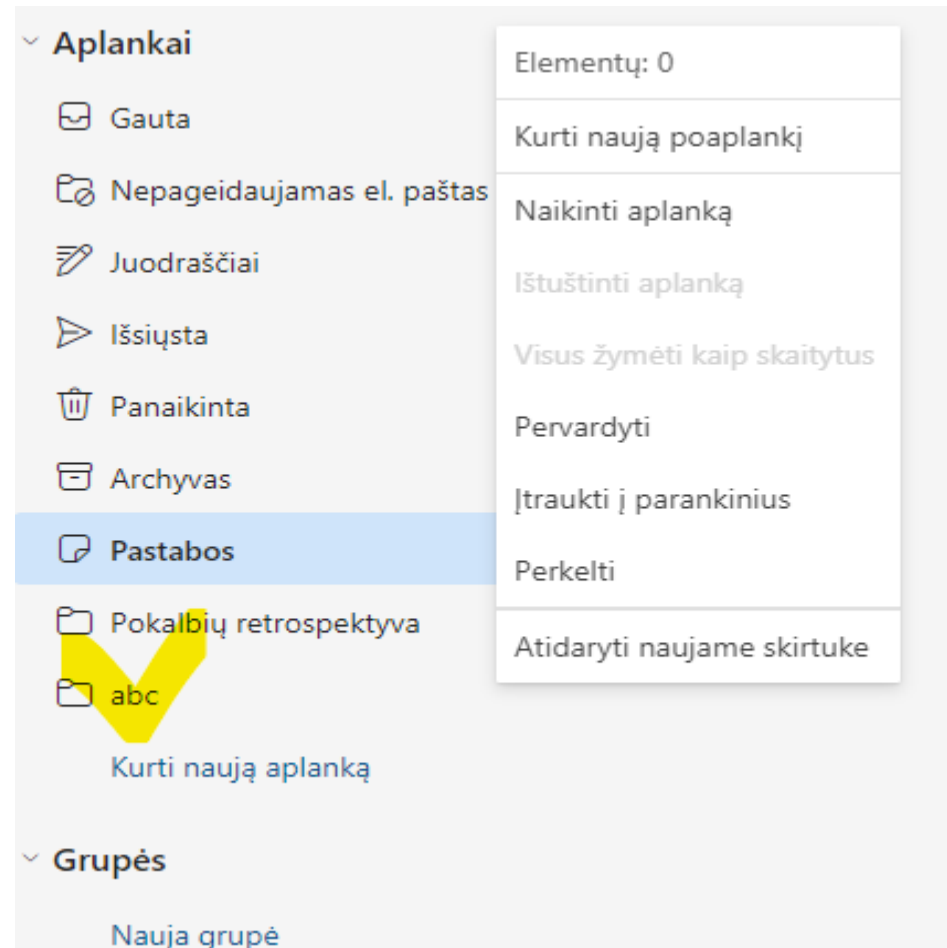 Aplankai
Gauta
Nepageidaujamas el. paštas
Juodraščiai
Išsiųsta
Panaikinta
Archyvas
Pastabos
Pokalbių retrospektyva
abc
Kurti naują aplanką
Grupės
Nauja grupė
Elementų: 0
Kurti naują poaplankį
Naikinti aplanką
Ištuštinti aplanką
Visus žymėti kaip skaitytus
Pervardyti
Įtraukti į parankinius
Perkelti
Atidaryti naujame skirtuke